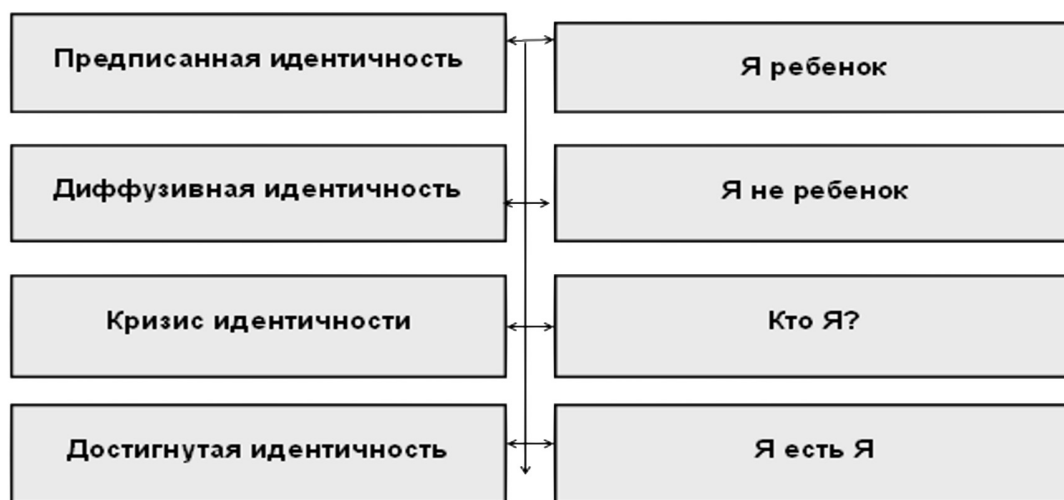 Предписанная идентичность
Я ребенок
Диффузивная идентичность
Я не ребенок
Кризис идентичности
Кто Я?
Достигнутая идентичность
Я есть Я